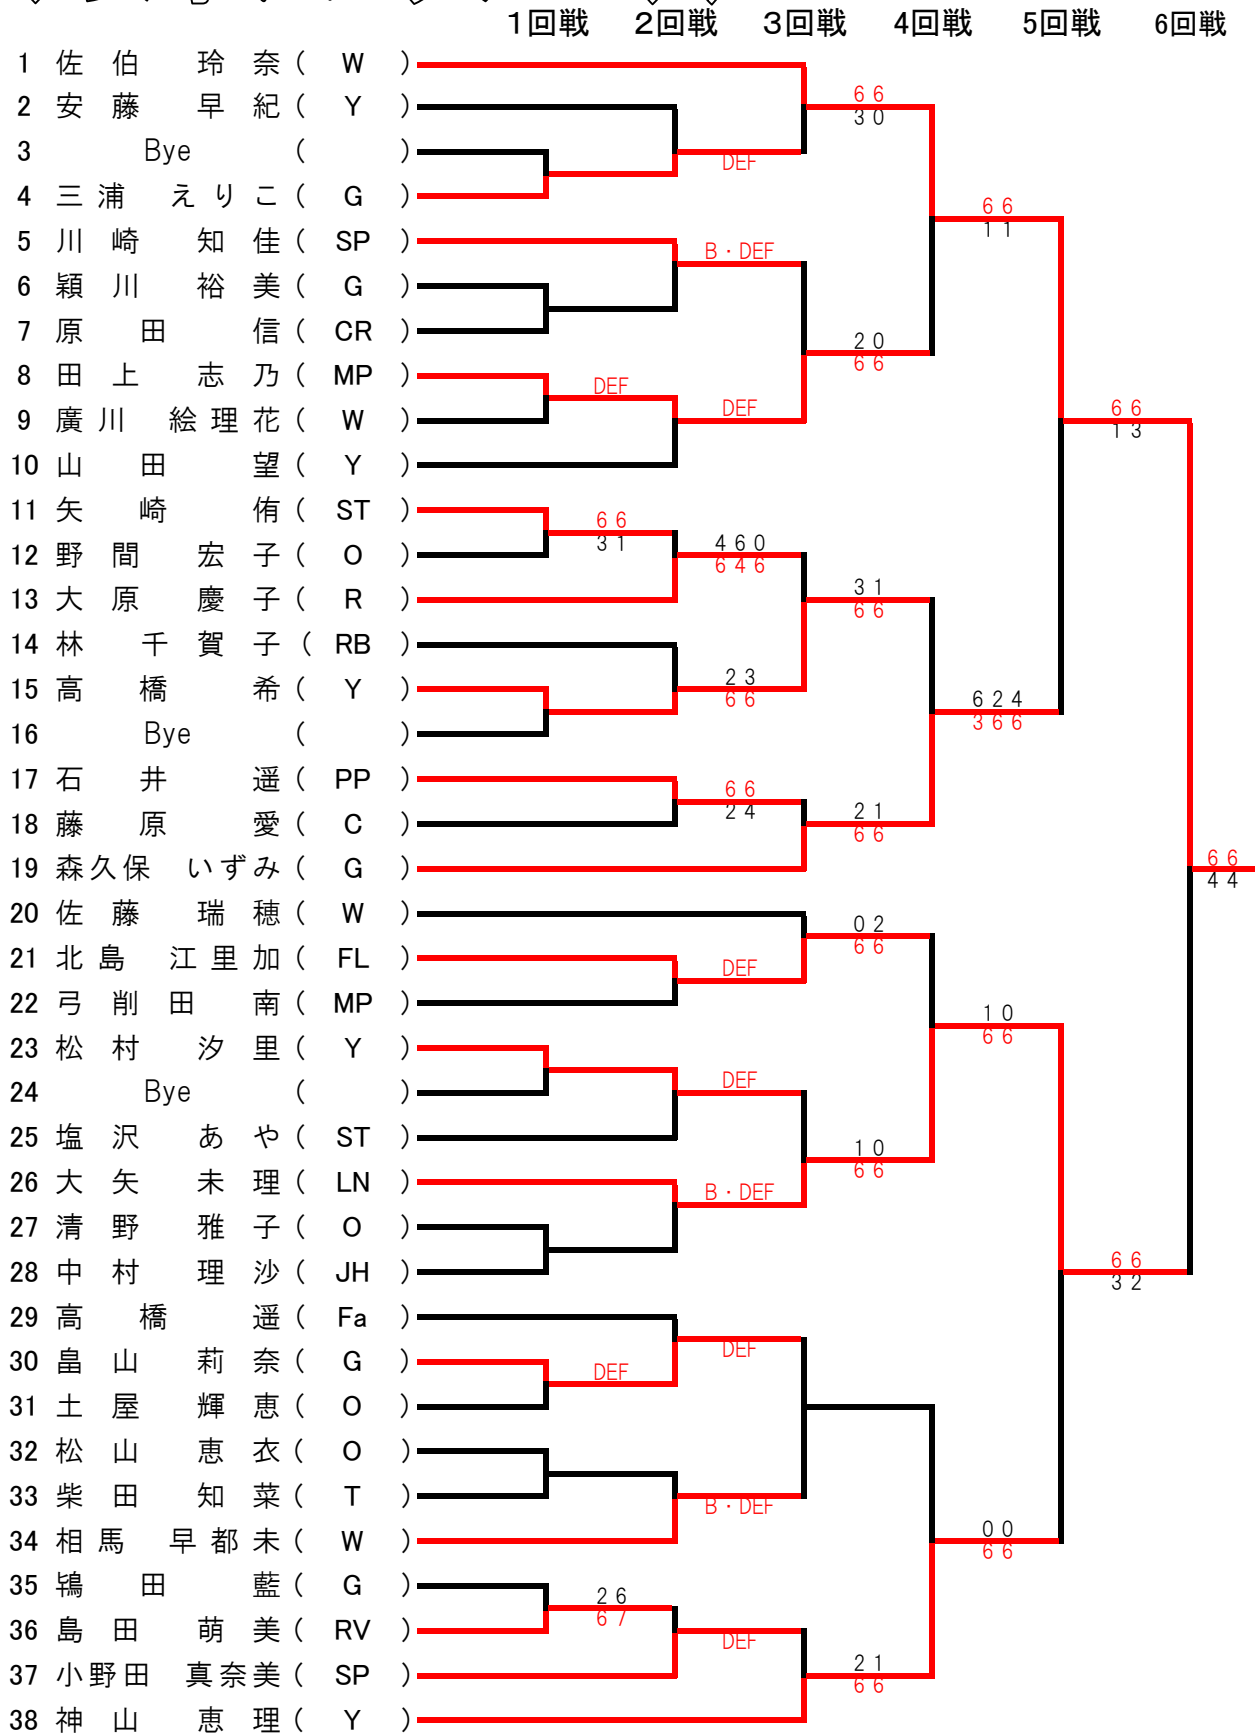 1回戦 2回戦 3回戦 4回戦 5回戦 6回戦
1 佐伯 玲奈 ( W )
6 6
2 安藤 早紀 ( Y )
3 0
3 Bye ( )
DEF
4 三浦 えりこ ( G )
6 6
1 1
5 川崎 知佳 ( SP )
B・DEF
6 穎川 裕美 ( G )
7 原田 信 ( CR )
2 0
6 6
8 田上 志乃 ( MP )
DEF
DEF
6 6
9 廣川 絵理花 ( W )
1 3
10 山田 望 ( Y )
11 矢崎 侑 ( ST )
6 6
3 1
4 6 0
12 野間 宏子 ( O )
6 4 6
3 1
13 大原 慶子 ( R )
6 6
14 林 千賀子 ( RB )
2 3
15 高橋 希 ( Y )
6 6
6 2 4
3 6 6
16 Bye ( )
17 石井 遥 ( PP )
6 6
2 4
2 1
18 藤原 愛 ( C )
6 6
6 6
19 森久保 いずみ ( G )
4 4
20 佐藤 瑞穂 ( W )
0 2
6 6
21 北島 江里加 ( FL )
DEF
22 弓削田 南 ( MP )
1 0
6 6
23 松村 汐里 ( Y )
DEF
24 Bye ( )
25 塩沢 あや ( ST )
1 0
6 6
26 大矢 未理 ( LN )
B・DEF
27 清野 雅子 ( O )
6 6
28 中村 理沙 ( JH )
3 2
29 高橋 遥 ( Fa )
DEF
30 畠山 莉奈 ( G )
DEF
31 土屋 輝恵 ( O )
32 松山 恵衣 ( O )
33 柴田 知菜 ( T )
B・DEF
0 0
34 相馬 早都未 ( W )
6 6
35 鴇田 藍 ( G )
2 6
6 7
36 島田 萌美 ( RV )
DEF
2 1
37 小野田 真奈美 ( SP )
6 6
38 神山 恵理 ( Y )